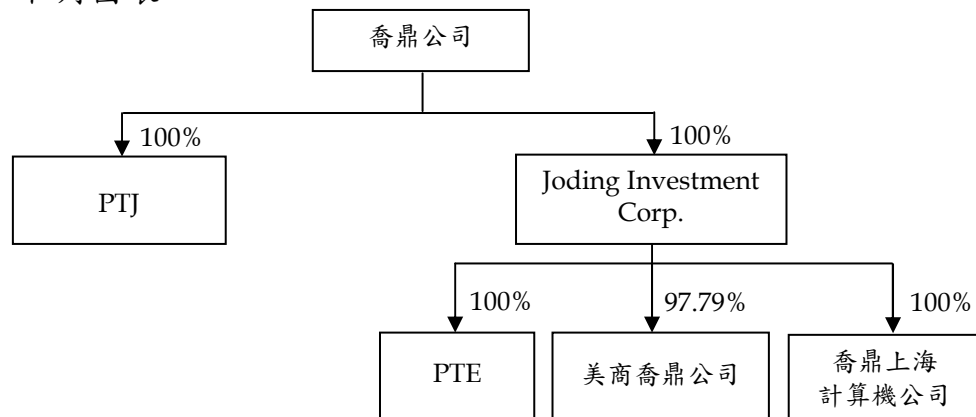 喬鼎公司
100%
100%
PTJ
Joding Investment
Corp.
100%
97.79%
100%
PTE
美商喬鼎公司
喬鼎上海
計算機公司